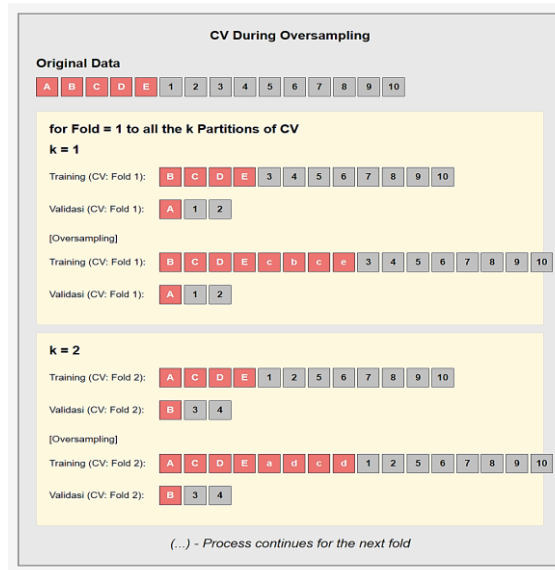 CV During Oversampling
Original Data
A B C D E 1 2 3 4 5 6 7 8 9 10
for Fold = 1 to all the k Partitions of CV
k = 1
Training (CV: Fold 1): B C D E 3 4 5 6 7 8 9 10
Validasi (CV: Fold 1): A 1 2
[Oversampling]
Training (CV: Fold 1): B C D E c b c e 3 4 5 6 7 8 9 10
Validasi (CV: Fold 1): A 1 2
k = 2
Training (CV: Fold 2): A C D E 1 2 5 6 7 8 9 10
Validasi (CV: Fold 2): B 3 4
[Oversampling]
Training (CV: Fold 2): A C D E a d c d 1 2 5 6 7 8 9 10
Validasi (CV: Fold 2): B 3 4
(...) - Process continues for the next fold